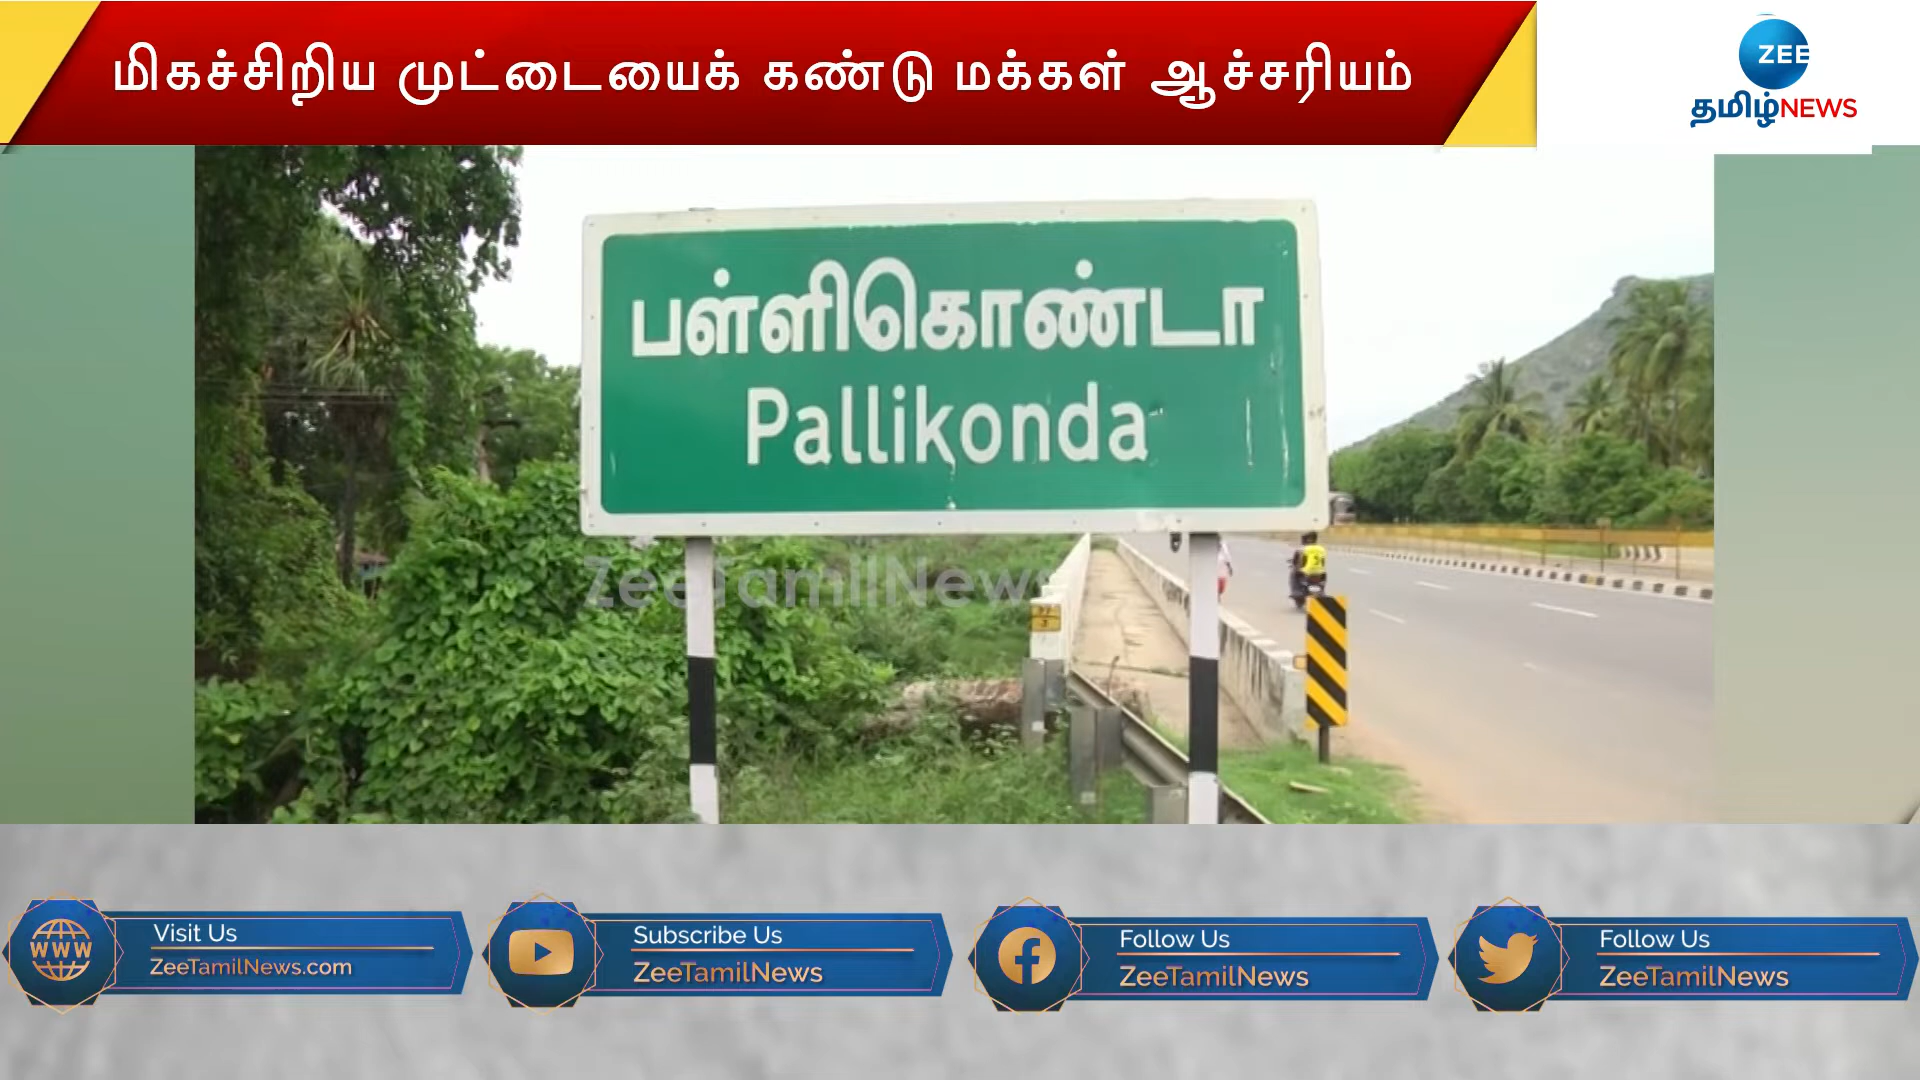 மிகச்சிறிய முட்டையைக் கண்டு மக்கள் ஆச்சரியம்
ZEE
தமிழ்NEWS
பள்ளிகொண்டா
Pallikonda
ZeeTamilNews
WWW
Visit Us
ZeeTamilNews.com
Subscribe Us
ZeeTamilNews
Follow Us
ZeeTamilNews
Follow Us
ZeeTamilNews